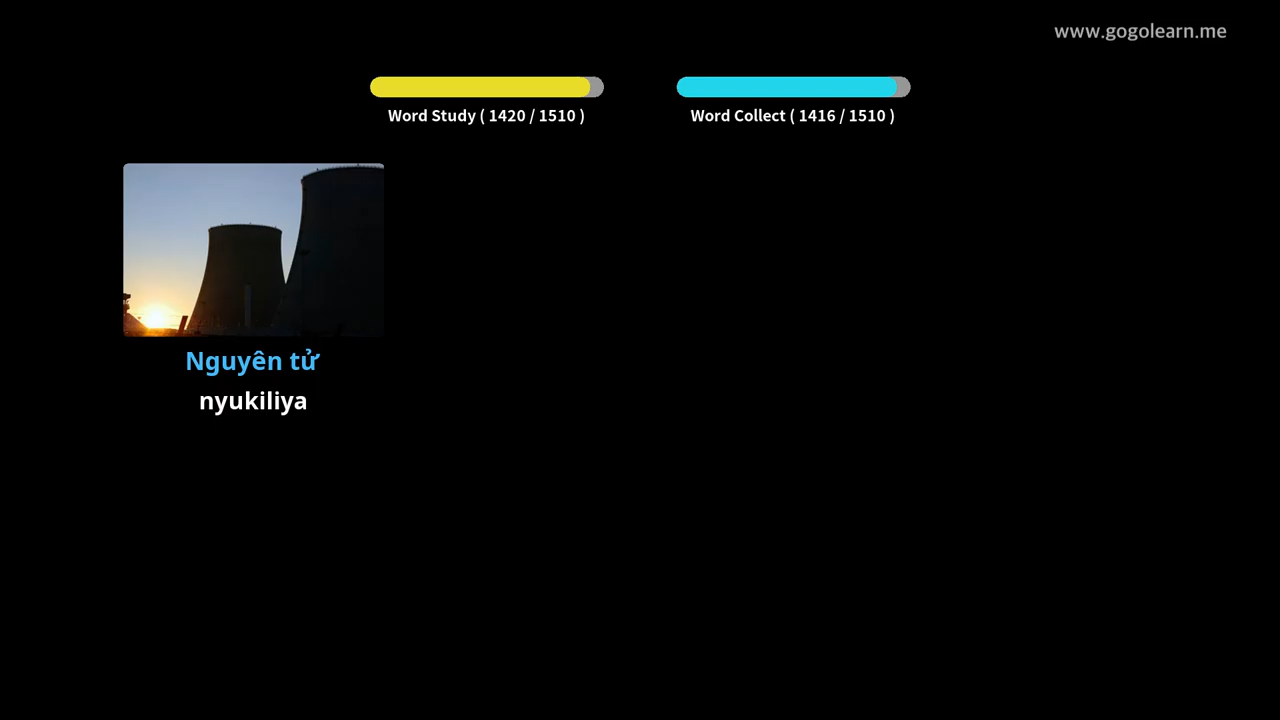 www.gogolearn.me
Word Study ( 1420 / 1510 )
Word Collect ( 1416 / 1510 )
Nguyên tử
nyukiliya